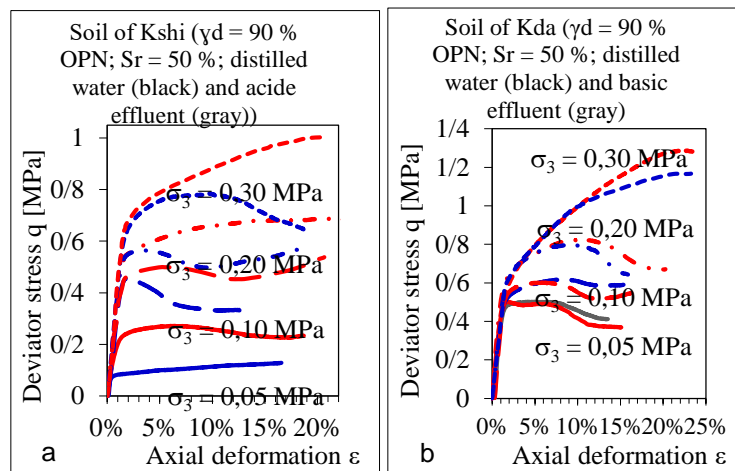 Soil of Kshi (ɣd = 90 %
OPN; Sr = 50 %; distilled
water (black) and acide
effluent (gray))
Deviator stress q [MPa]
1
0/8
0/6
0/4
0/2
0
σ₃ = 0,30 MPa
σ₃ = 0,20 MPa
σ₃ = 0,10 MPa
σ₃ = 0,05 MPa
0% 5% 10% 16% 20%
Axial deformation ε
a
Soil of Kda (γd = 90 %
OPN; Sr = 50 %; distilled
water (black) and basic
effluent (gray)
Deviator stress q [MPa]
1/4
1/2
1
0/8
0/6
0/4
0/2
0
σ₃ = 0,30 MPa
σ₃ = 0,20 MPa
σ₃ = 0,10 MPa
σ₃ = 0,05 MPa
0% 5% 10% 15% 20% 25%
Axial deformation ε
b